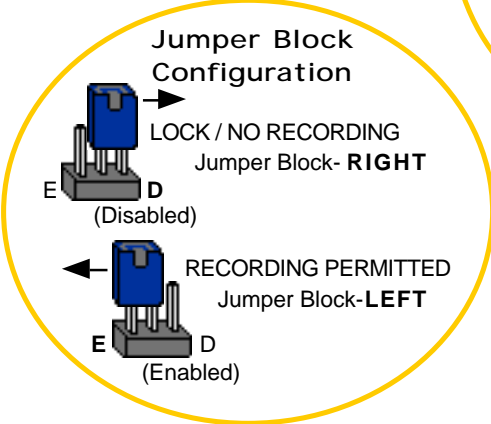 Jumper Block
Configuration
LOCK / NO RECORDING
Jumper Block- RIGHT
E D
(Disabled)
RECORDING PERMITTED
Jumper Block-LEFT
E D
(Enabled)